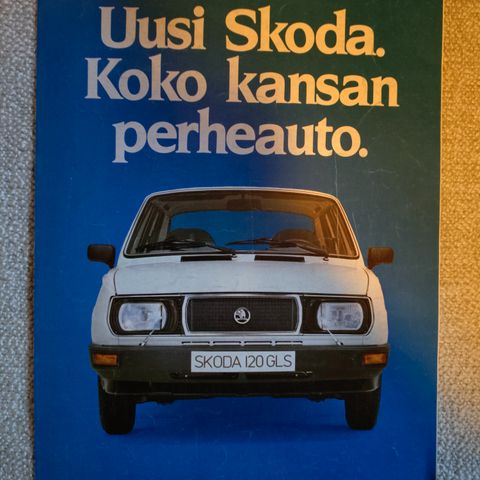 Uusi Skoda.
Koko kansan
perheauto.
SKODA 120 GLS